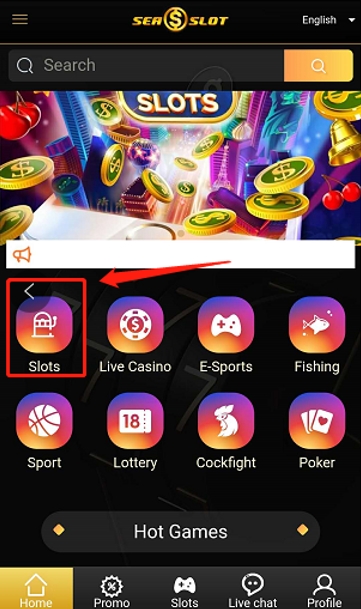 SEA S SLOT
English
Search
SLOTS
Slots
Live Casino
E-Sports
Fishing
18
Sport
Lottery
Cockfight
Poker
Hot Games
Home
Promo
Slots
Live chat
Profile